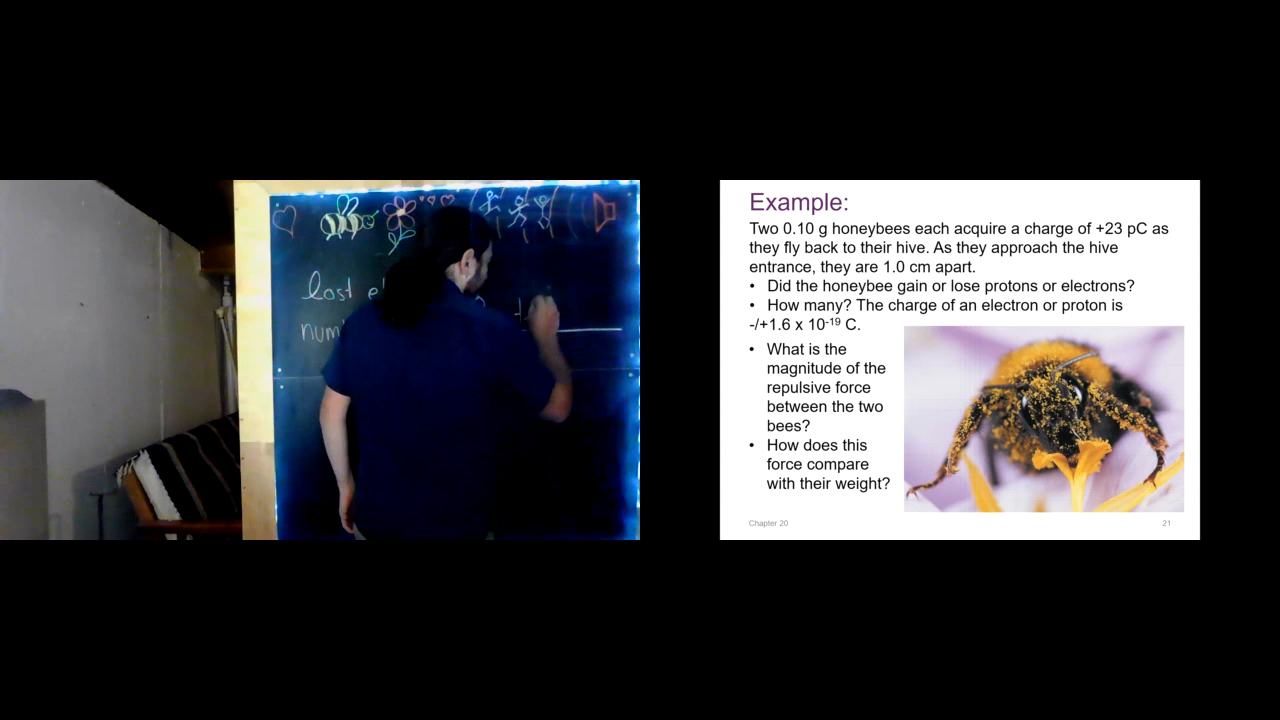 lost
Example:
Two 0.10 g honeybees each acquire a charge of +23 pC as
they fly back to their hive. As they approach the hive
entrance, they are 1.0 cm apart.
• Did the honeybee gain or lose protons or electrons?
• How many? The charge of an electron or proton is
-/+1.6 x 10⁻¹⁹ C.
• What is the
magnitude of the
repulsive force
between the two
bees?
• How does this
force compare
with their weight?
Chapter 20
21